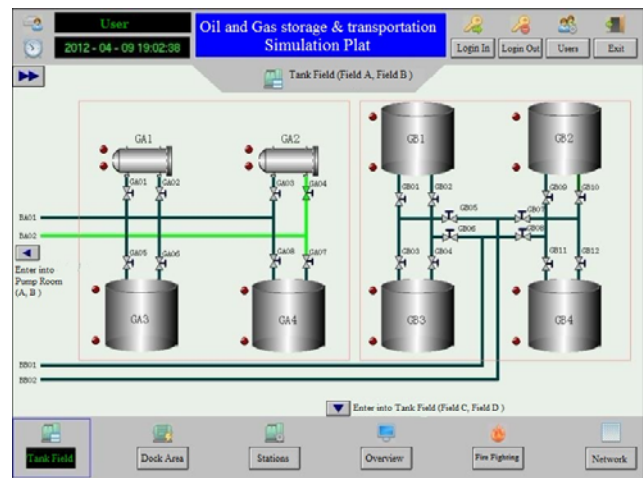 User
2012 - 04 - 09 19:02:38
Oil and Gas storage & transportation
Simulation Plat
Login In
Login Out
Users
Exit
Tank Field (Field A, Field B )
GA1
GA2
GB1
GB2
GA01 GA02
GA03 GA04
GB01 GB02
GB09 GB10
BA01
GB05
GB07
BA02
GB06
GB08
GA05 GA06
GA08 GA07
GB03 GB04
GB11 GB12
Enter into
Pump Room
(A, B )
GA3
GA4
GB3
GB4
BB01
BB02
Enter into Tank Field (Field C, Field D )
Tank Field
Dock Area
Stations
Overview
Fire Fighting
Network